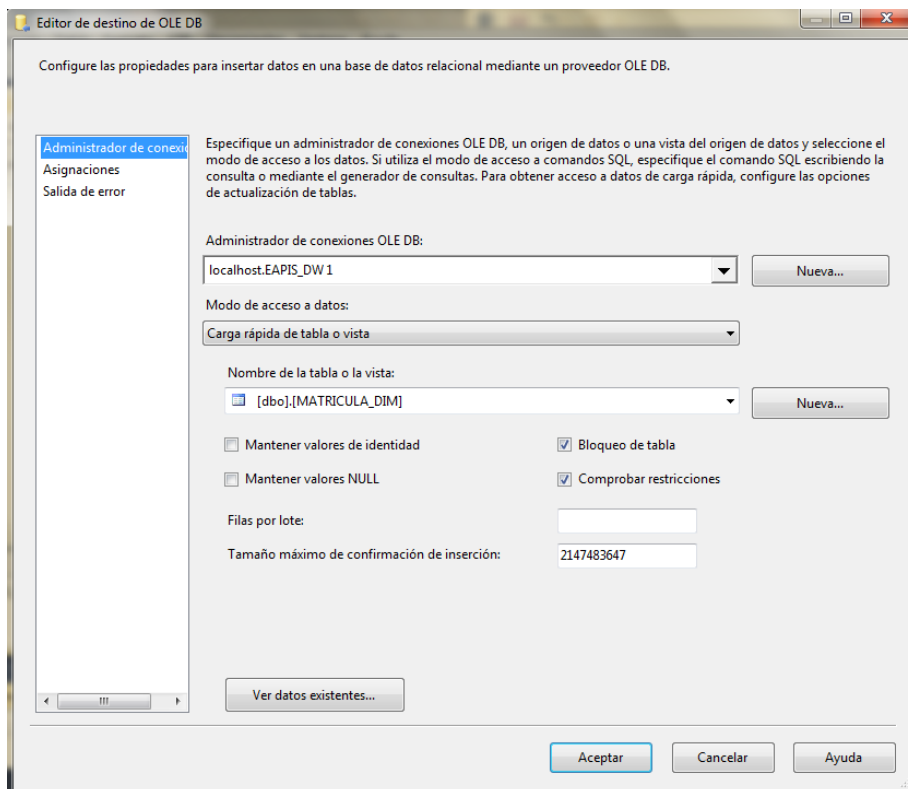 Editor de destino de OLE DB
Configure las propiedades para insertar datos en una base de datos relacional mediante un proveedor OLE DB.
Administrador de conexio
Asignaciones
Salida de error
Especifique un administrador de conexiones OLE DB, un origen de datos o una vista del origen de datos y seleccione el
modo de acceso a los datos. Si utiliza el modo de acceso a comandos SQL, especifique el comando SQL escribiendo la
consulta o mediante el generador de consultas. Para obtener acceso a datos de carga rápida, configure las opciones
de actualización de tablas.
Administrador de conexiones OLE DB:
localhost.EAPIS_DW 1
Nueva...
Modo de acceso a datos:
Carga rápida de tabla o vista
Nombre de la tabla o la vista:
[dbo].[MATRICULA_DIM]
Nueva...
Mantener valores de identidad
Bloqueo de tabla
Mantener valores NULL
Comprobar restricciones
Filas por lote:
Tamaño máximo de confirmación de inserción:
2147483647
Ver datos existentes...
Aceptar
Cancelar
Ayuda